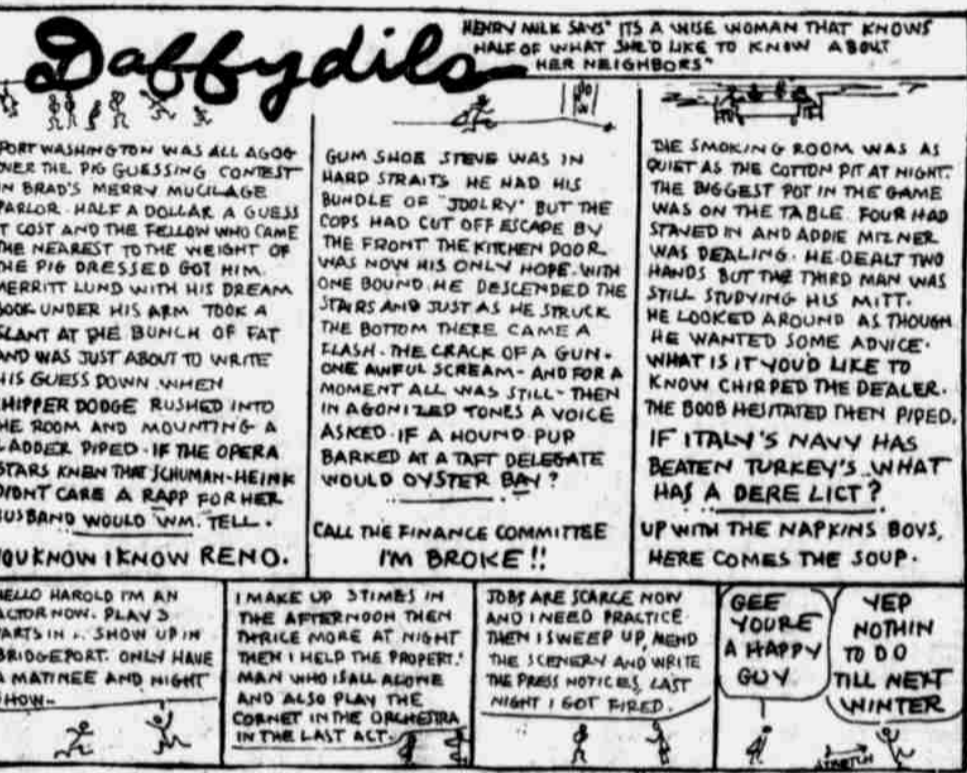 Daffydils
HENRY MILK SAYS" ITS A WISE WOMAN THAT KNOWS
HALF OF WHAT SHE'D LIKE TO KNOW ABOUT
HER NEIGHBORS"
PORT WASHINGTON WAS ALL AGOG
OVER THE PIG GUESSING CONTEST
IN BRAD'S MERRY MUCILAGE
PARLOR. HALF A DOLLAR A GUESS
IT COST AND THE FELLOW WHO CAME
THE NEAREST TO THE WEIGHT OF
THE PIG DRESSED GOT HIM.
MERRITT LUND WITH HIS DREAM
BOOK UNDER HIS ARM TOOK A
SLANT AT THE BUNCH OF FAT
AND WAS JUST ABOUT TO WRITE
HIS GUESS DOWN WHEN
CHIPPER DODGE RUSHED INTO
THE ROOM AND MOUNTING A
LADDER PIPED - IF THE OPERA
STARS KNEW THAT SCHUMAN-HEINK
DIDNT CARE A RAPP FOR HER
HUSBAND WOULD WM. TELL.
YOU KNOW I KNOW RENO.
GUM SHOE STEVE WAS IN
HARD STRAITS HE HAD HIS
BUNDLE OF "JOOLRY" BUT THE
COPS HAD CUT OFF ESCAPE BY
THE FRONT THE KITCHEN DOOR
WAS NOW HIS ONLY HOPE. WITH
ONE BOUND HE DESCENDED THE
STAIRS AND JUST AS HE STRUCK
THE BOTTOM THERE CAME A
FLASH - THE CRACK OF A GUN -
ONE AWFUL SCREAM - AND FOR A
MOMENT ALL WAS STILL - THEN
IN AGONIZED TONES A VOICE
ASKED - IF A HOUND PUP
BARKED AT A TAFT DELEGATE
WOULD OYSTER BAY?
CALL THE FINANCE COMMITTEE
I'M BROKE!!
THE SMOKING ROOM WAS AS
QUIET AS THE COTTON PIT AT NIGHT.
THE BIGGEST POT IN THE GAME
WAS ON THE TABLE. FOUR HAD
STAYED IN AND ADDIE MIZNER
WAS DEALING. HE DEALT TWO
HANDS BUT THE THIRD MAN WAS
STILL STUDYING HIS MITT.
HE LOOKED AROUND AS THOUGH
HE WANTED SOME ADVICE.
WHAT IS IT YOU'D LIKE TO
KNOW CHIRPED THE DEALER.
THE BOOB HESITATED THEN PIPED.
IF ITALY'S NAVY HAS
BEATEN TURKEY'S WHAT
HAS A DERE LICT?
UP WITH THE NAPKINS BOYS,
HERE COMES THE SOUP.
HELLO HAROLD I'M AN
ACTOR NOW. PLAY 3
PARTS IN A SHOW UP IN
BRIDGEPORT. ONLY HAVE
A MATINEE AND NIGHT
SHOW-
I MAKE UP 3 TIMES IN
THE AFTERNOON THEN
THRICE MORE AT NIGHT
THEN I HELP THE PROPERT.
MAN WHO IS ALL ALONE
AND ALSO PLAY THE
CORNET IN THE ORCHESTRA
IN THE LAST ACT.
JOBS ARE SCARCE NOW
AND I NEED PRACTICE
THEN I SWEEP UP, MEND
THE SCENERY AND WRITE
THE PRESS NOTICES, LAST
NIGHT I GOT FIRED.
GEE
YOURE
A HAPPY
GUY.
YEP
NOTHIN
TO DO
TILL NEXT
WINTER
STRETCH